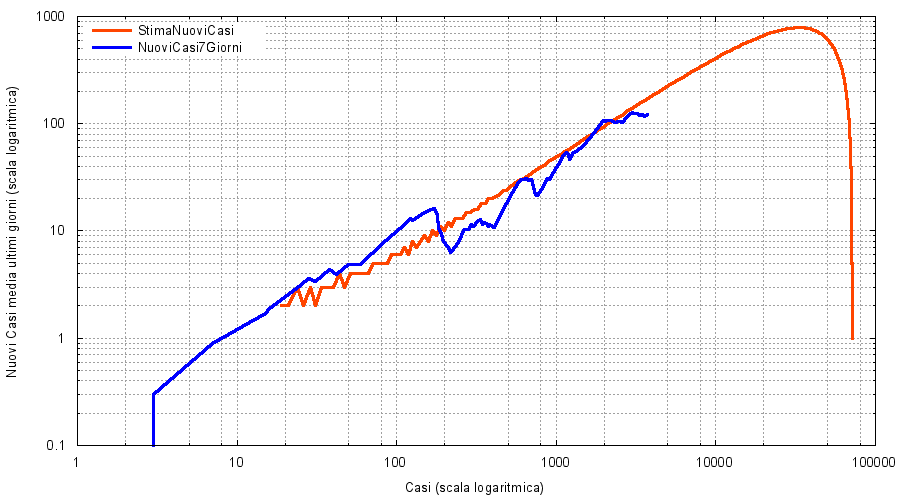 1000
100
10
1
0.1
Nuovi Casi media ultimi giorni (scala logaritmica)
StimaNuoviCasi
NuoviCasi7Giorni
1 10 100 1000 10000 100000
Casi (scala logaritmica)